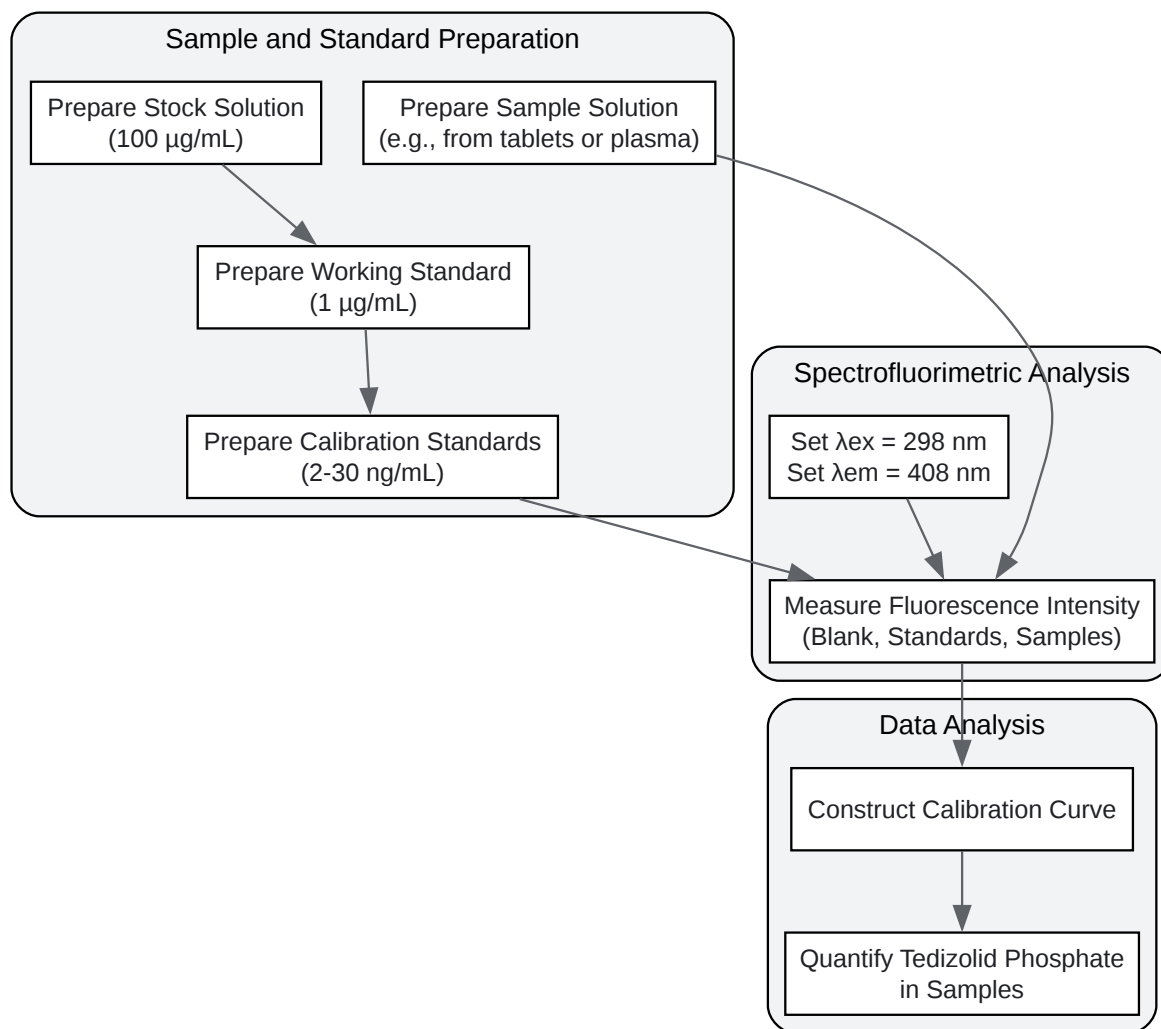 Sample and Standard Preparation
Prepare Stock Solution
(100 µg/mL)
Prepare Sample Solution
(e.g., from tablets or plasma)
Prepare Working Standard
(1 µg/mL)
Prepare Calibration Standards
(2-30 ng/mL)
Spectrofluorimetric Analysis
Set λex = 298 nm
Set λem = 408 nm
Measure Fluorescence Intensity
(Blank, Standards, Samples)
Data Analysis
Construct Calibration Curve
Quantify Tedizolid Phosphate
in Samples